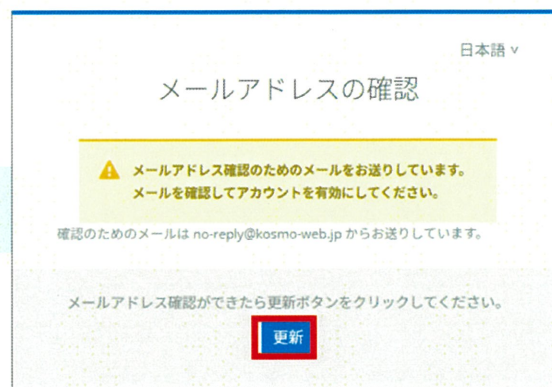 日本語 ∨
メールアドレスの確認
メールアドレス確認のためのメールをお送りしています。
メールを確認してアカウントを有効にしてください。
確認のためのメールは no-reply@kosmo-web.jp からお送りしています。
メールアドレス確認ができたら更新ボタンをクリックしてください。
更新